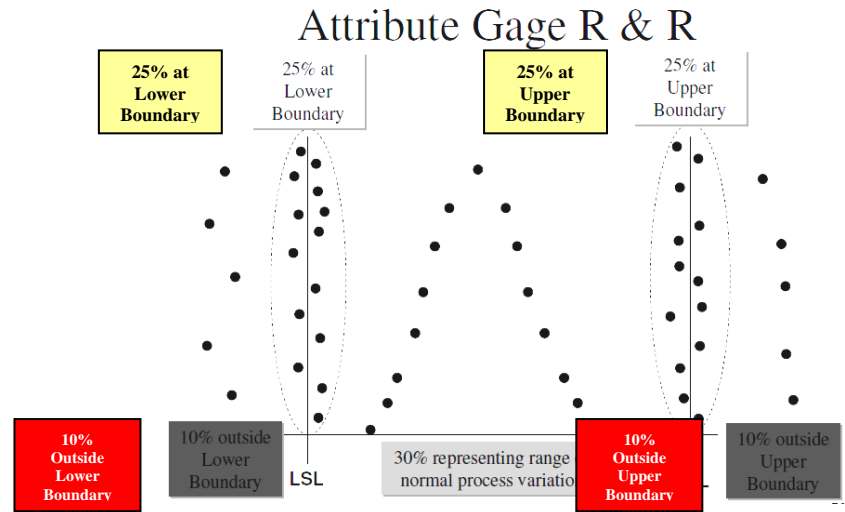 Attribute Gage R & R
25% at
Lower
Boundary
25% at
Lower
Boundary
25% at
Upper
Boundary
25% at
Upper
Boundary
10%
Outside
Lower
Boundary
10% outside
Lower
Boundary
LSL
30% representing range
normal process variatio
10%
Outside
Upper
Boundary
10% outside
Upper
Boundary